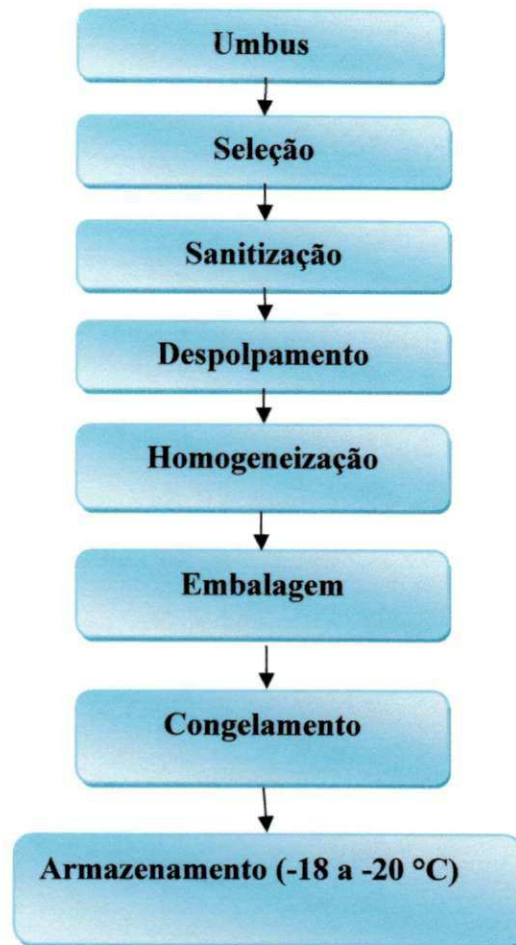 Umbus
Seleção
Sanitização
Despolpamento
Homogeneização
Embalagem
Congelamento
Armazenamento (-18 a -20 °C)